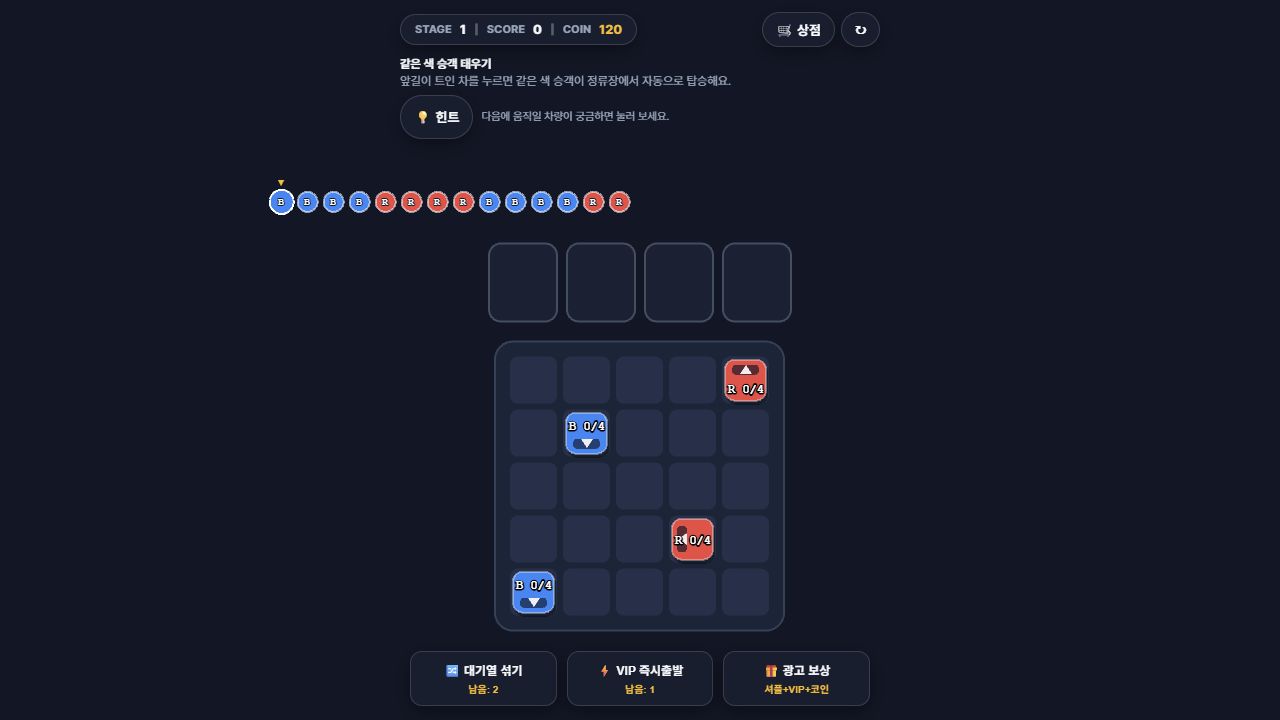 STAGE 1 | SCORE 0 | COIN 120
🛒 상점
↻
같은 색 승객 태우기
앞길이 트인 차를 누르면 같은 색 승객이 정류장에서 자동으로 탑승해요.
💡 힌트
다음에 움직일 차량이 궁금하면 눌러 보세요.
B B B B R R R R B B B B R R
R 0/4
B 0/4
R 0/4
B 0/4
🔀 대기열 섞기
남음: 2
⚡ VIP 즉시출발
남음: 1
🎁 광고 보상
셔플+VIP+코인